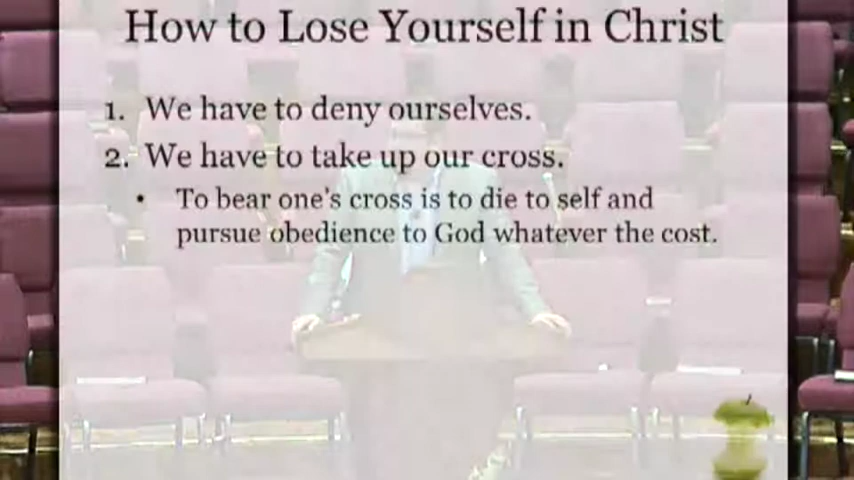 How to Lose Yourself in Christ
1. We have to deny ourselves.
2. We have to take up our cross.
• To bear one's cross is to die to self and
pursue obedience to God whatever the cost.